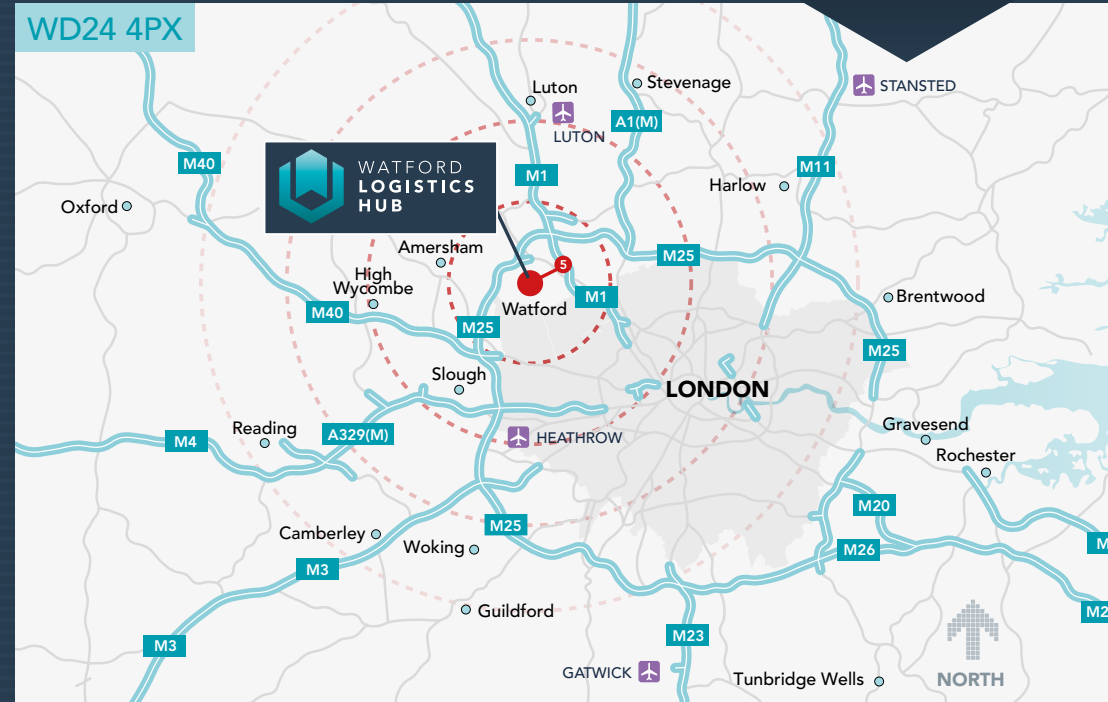 WD24 4PX
Luton
Stevenage
STANSTED
LUTON
A1(M)
M40
WATFORD
LOGISTICS
HUB
M1
M11
Harlow
Oxford
Amersham
M25
5
High
Wycombe
M40
Watford
M1
Brentwood
M25
M25
Slough
LONDON
Reading
A329(M)
M4
HEATHROW
Gravesend
Rochester
M20
Camberley
Woking
M25
M26
M3
Guildford
M23
M3
GATWICK
Tunbridge Wells
NORTH